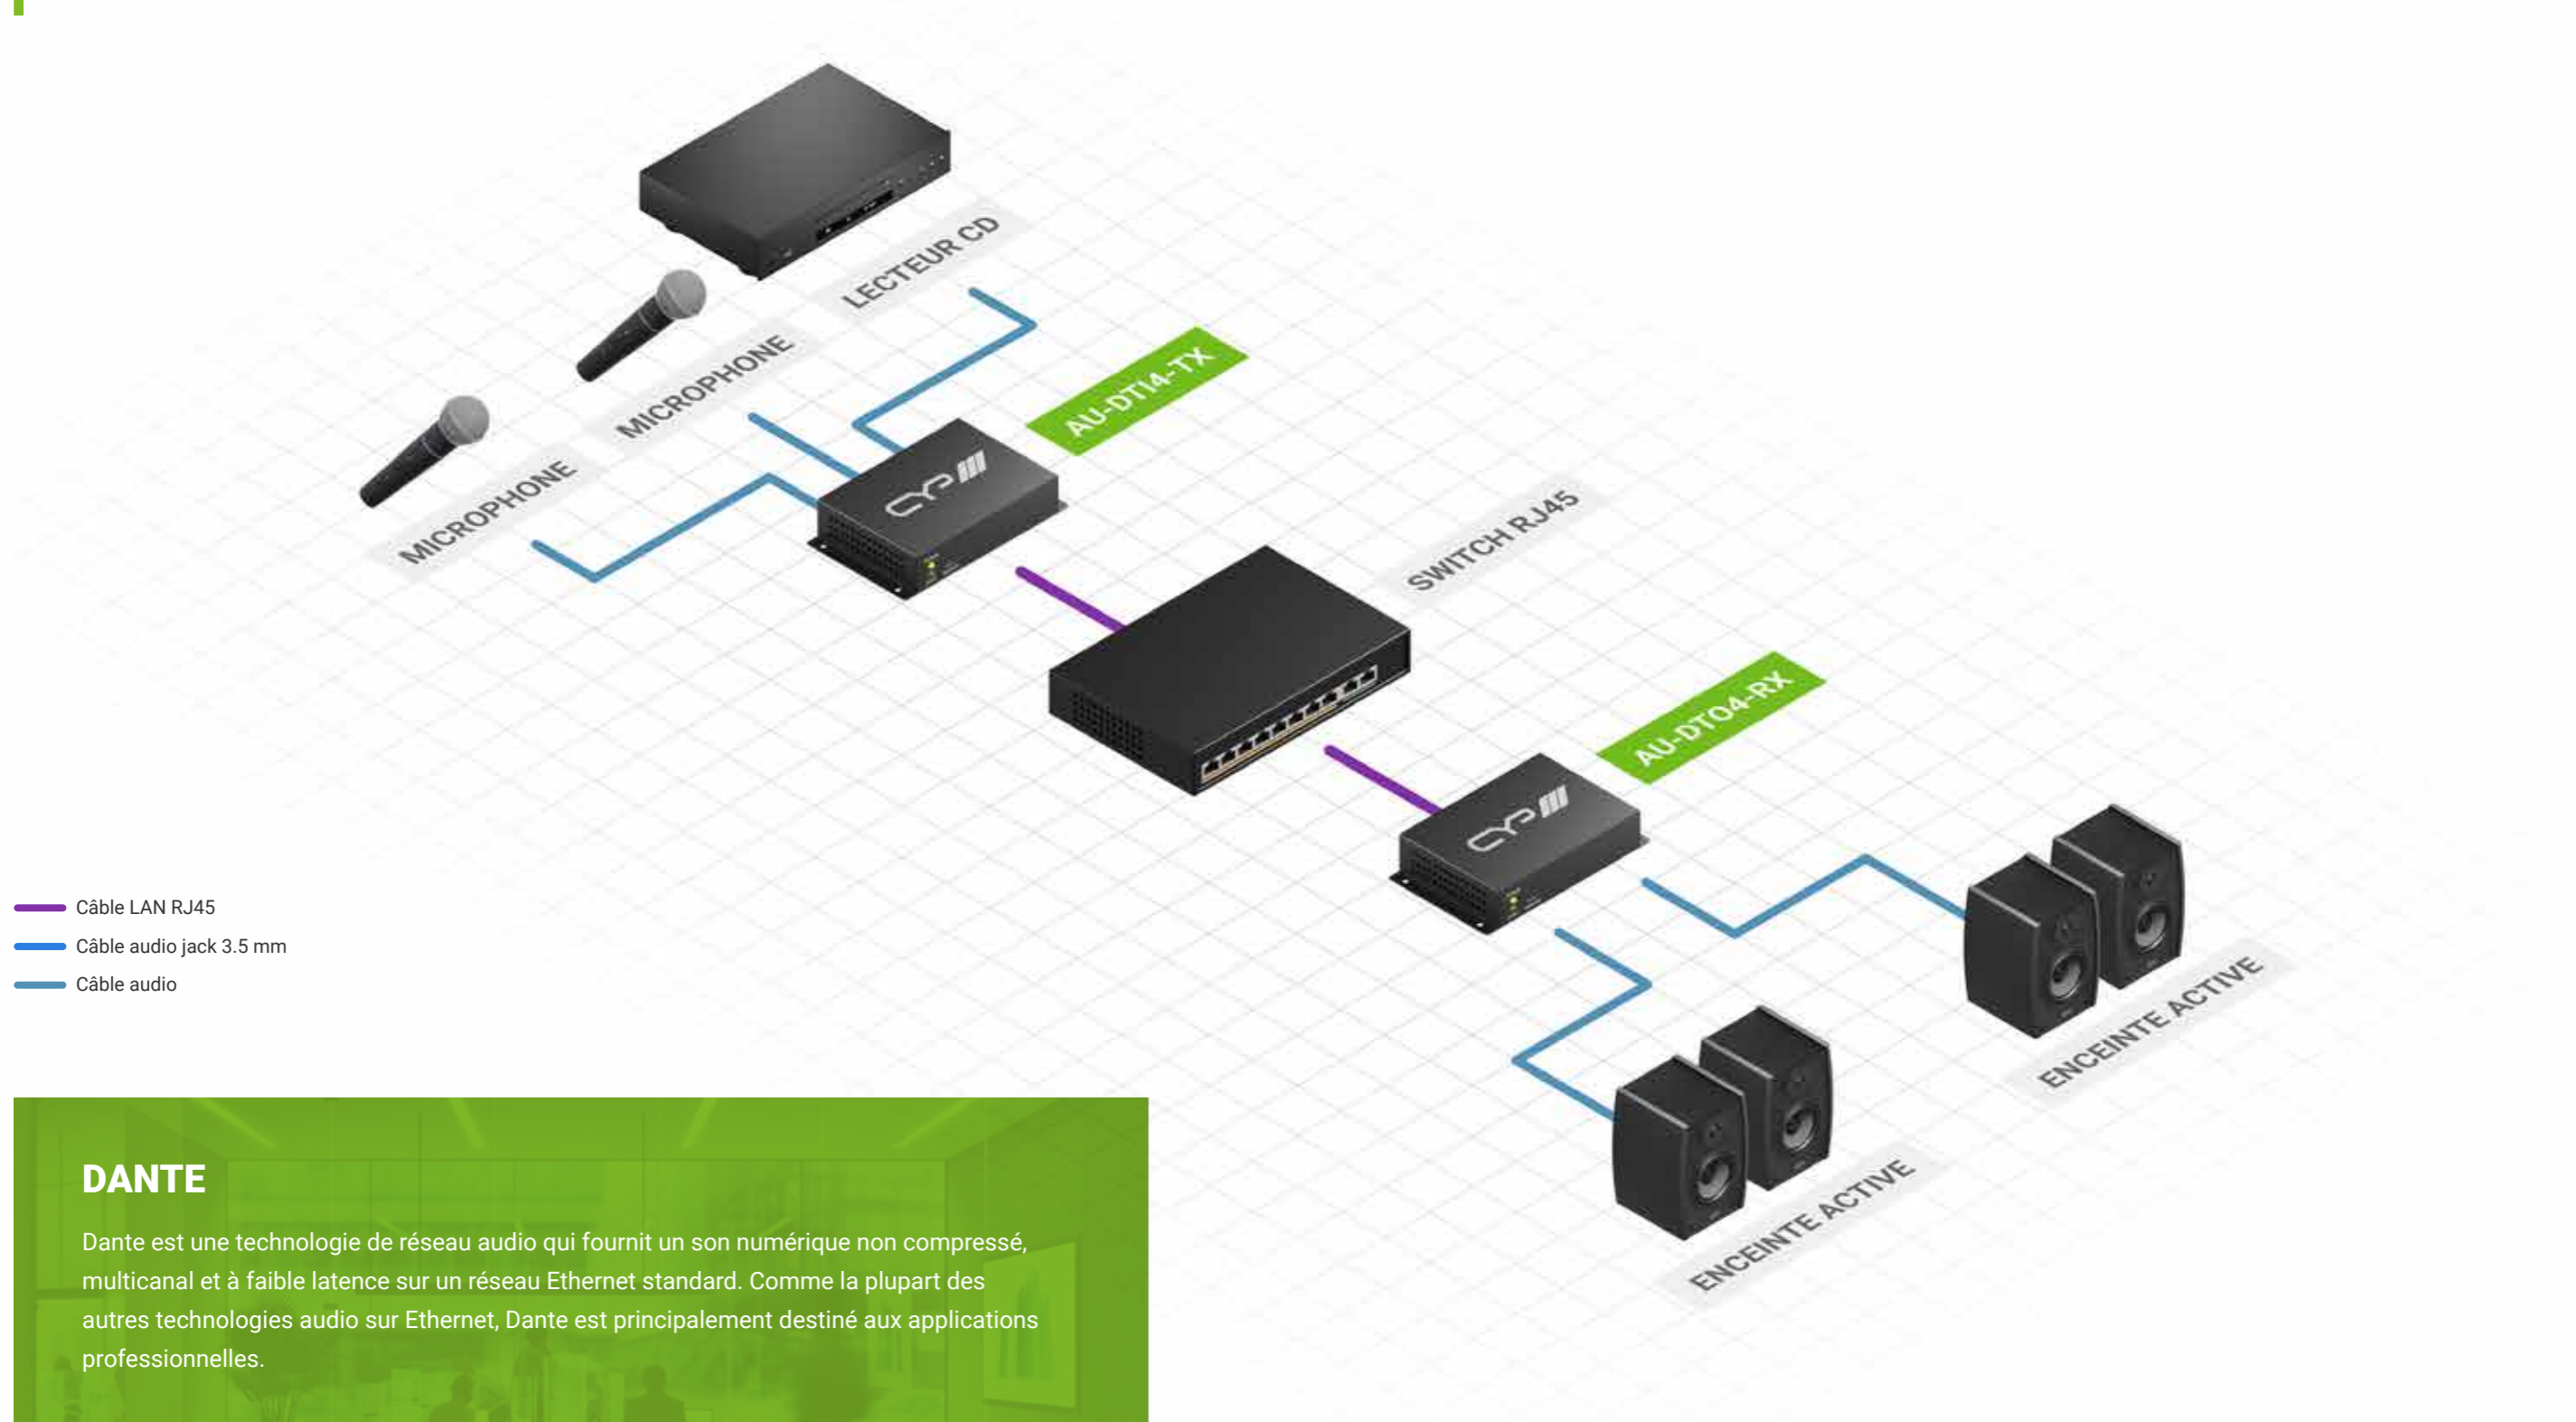 LECTEUR CD
MICROPHONE
MICROPHONE
AU-DTI4-TX
CYP
SWITCH RJ45
AU-DTO4-RX
CYP
ENCEINTE ACTIVE
ENCEINTE ACTIVE
Câble LAN RJ45
Câble audio jack 3.5 mm
Câble audio
DANTE
Dante est une technologie de réseau audio qui fournit un son numérique non compressé,
multicanal et à faible latence sur un réseau Ethernet standard. Comme la plupart des
autres technologies audio sur Ethernet, Dante est principalement destiné aux applications
professionnelles.